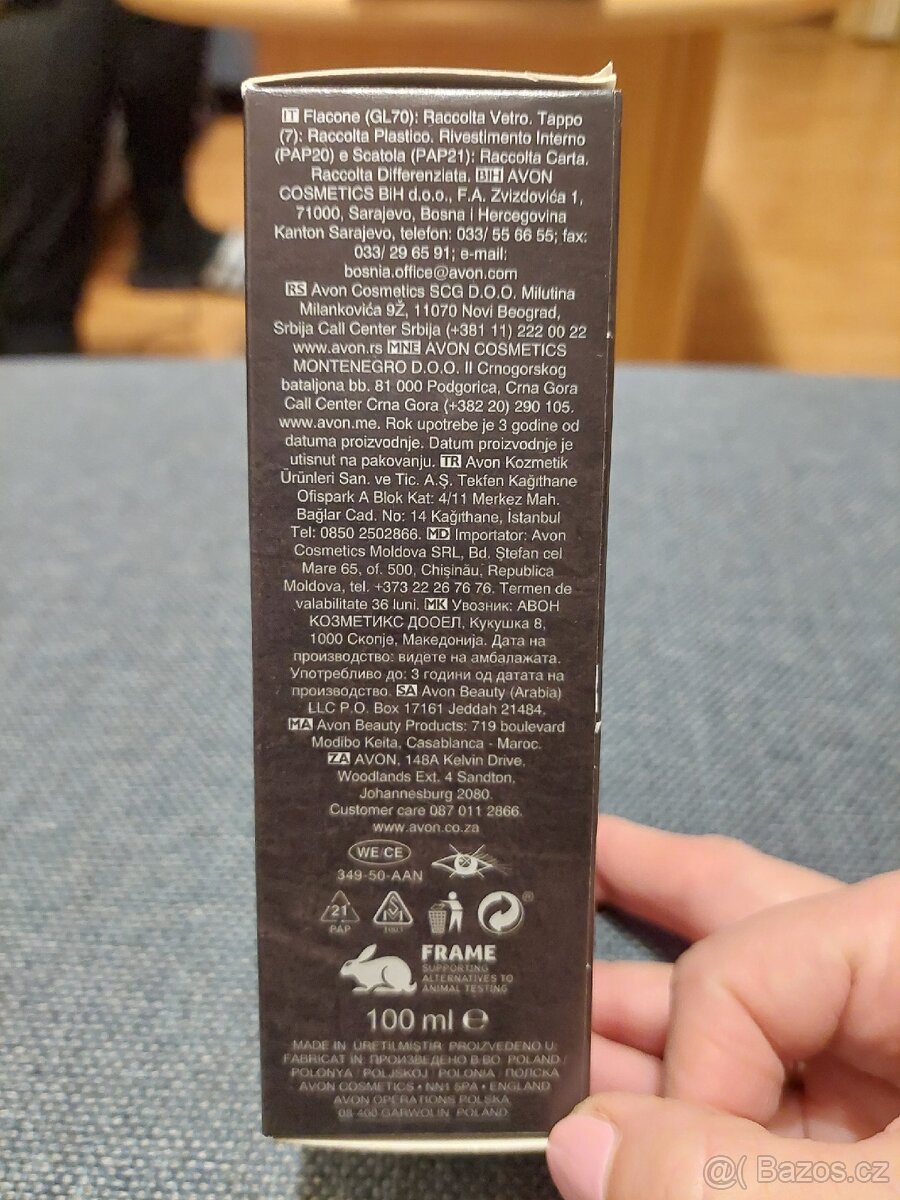 IT Flacone (GL70): Raccolta Vetro. Tappo
(7): Raccolta Plastico. Rivestimento Interno
(PAP20) e Scatola (PAP21): Raccolta Carta.
Raccolta Differenziata. BIH AVON
COSMETICS BiH d.o.o., F.A. Zvizdovića 1,
71000, Sarajevo, Bosna i Hercegovina
Kanton Sarajevo, telefon: 033/ 55 66 55; fax:
033/ 29 65 91; e-mail:
bosnia.office@avon.com
RS Avon Cosmetics SCG D.O.O. Milutina
Milankovića 9Ž, 11070 Novi Beograd,
Srbija Call Center Srbija (+381 11) 222 00 22
www.avon.rs MNE AVON COSMETICS
MONTENEGRO D.O.O. II Crnogorskog
bataljona bb. 81 000 Podgorica, Crna Gora
Call Center Crna Gora (+382 20) 290 105.
www.avon.me. Rok upotrebe je 3 godine od
datuma proizvodnje. Datum proizvodnje je
utisnut na pakovanju. TR Avon Kozmetik
Ürünleri San. ve Tic. A.Ş. Tekfen Kağıthane
Ofispark A Blok Kat: 4/11 Merkez Mah.
Bağlar Cad. No: 14 Kağıthane, İstanbul
Tel: 0850 2502866. MD Importator: Avon
Cosmetics Moldova SRL, Bd. Ştefan cel
Mare 65, of. 500, Chişinău, Republica
Moldova, tel. +373 22 26 76 76. Termen de
valabilitate 36 luni. MK Увозник: АВОН
КОЗМЕТИКС ДООЕЛ, Кукушка 8,
1000 Скопје, Македонија. Дата на
производство: видете на амбалажата.
Употребливо до: 3 години од датата на
производство. SA Avon Beauty (Arabia)
LLC P.O. Box 17161 Jeddah 21484.
MA Avon Beauty Products: 719 boulevard
Modibo Keita, Casablanca - Maroc.
ZA AVON, 148A Kelvin Drive,
Woodlands Ext. 4 Sandton,
Johannesburg 2080.
Customer care 087 011 2866.
www.avon.co.za
WE/CE
349-50-AAN
21
PAP
FRAME
SUPPORTING
ALTERNATIVES TO
ANIMAL TESTING
100 ml e
MADE IN ÜRETİLMİŞTİR PROIZVEDENO U:
FABRICAT ÎN: ПРОИЗВЕДЕНО В/ВО POLAND /
POLONYA / POLJSKOJ / POLONIA / ПОЛСКА
AVON COSMETICS • NN1 5PA • ENGLAND
AVON OPERATIONS POLSKA
08-400 GARWOLIN, POLAND
@( Bazos.cz